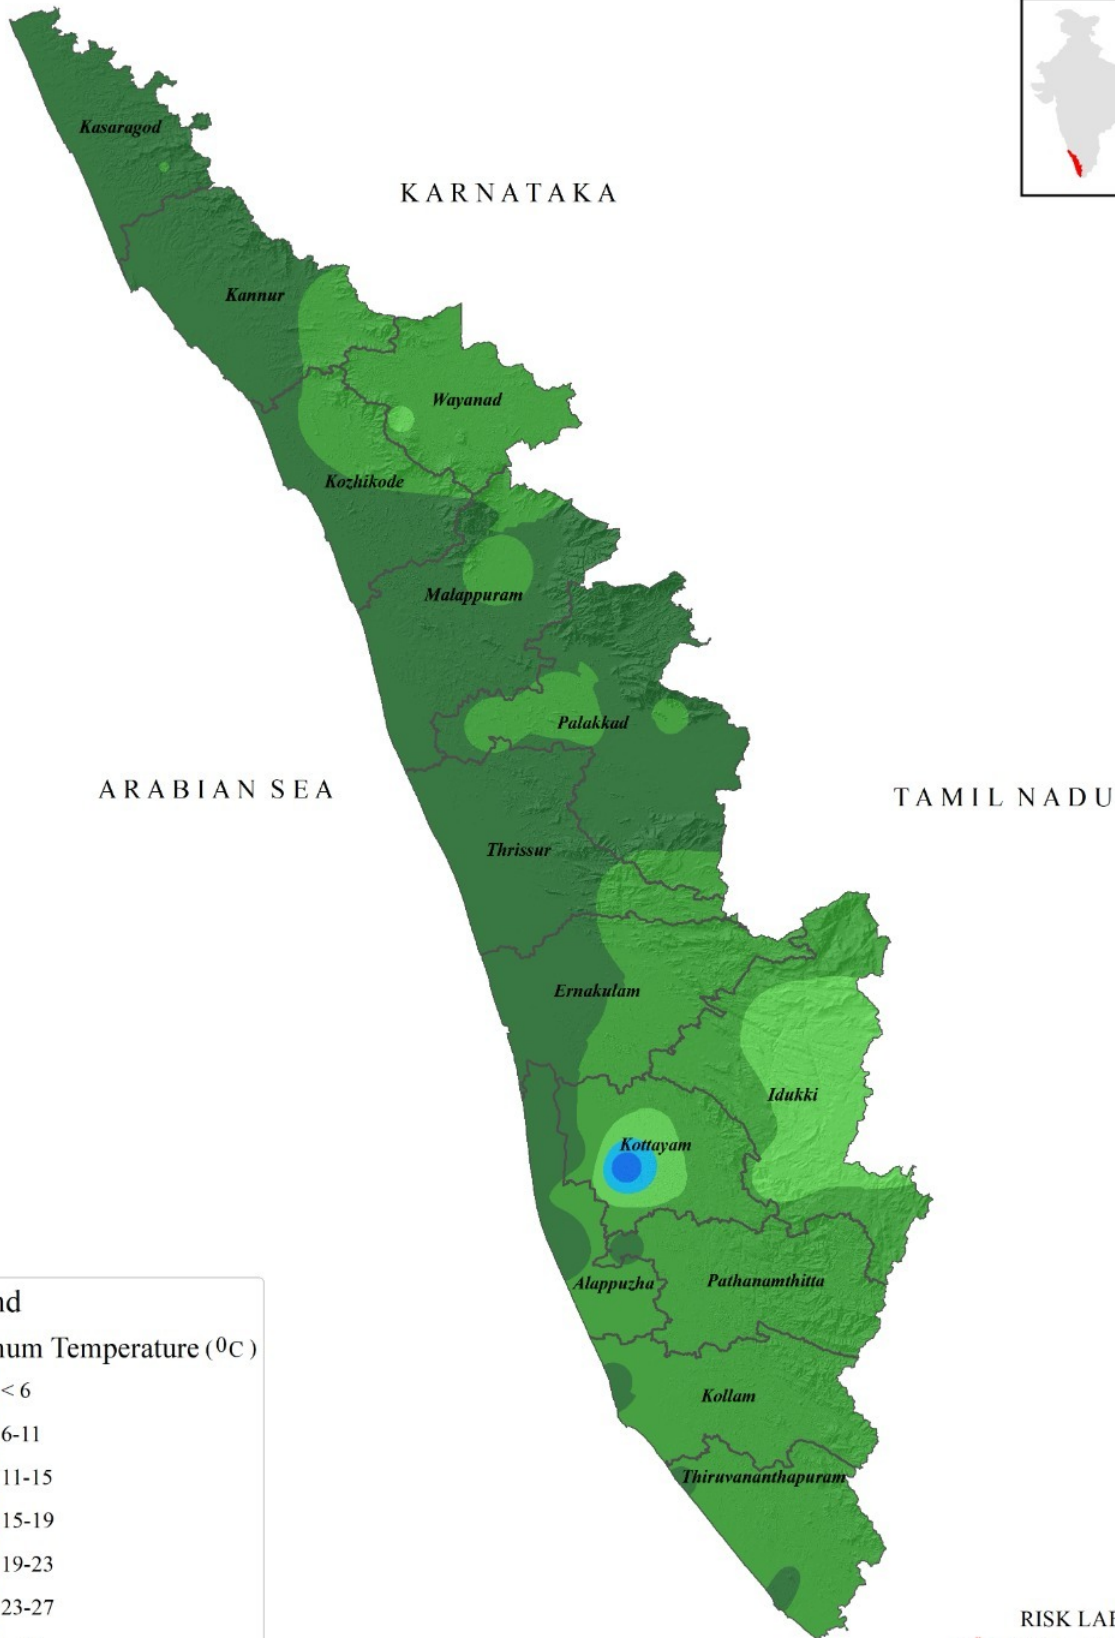 Kasaragod
KARNATAKA
Kannur
Wayanad
Kozhikode
Malappuram
Palakkad
ARABIAN SEA
TAMIL NADU
Thrissur
Ernakulam
Idukki
Kottayam
Alappuzha
Pathanamthitta
nd
num Temperature (⁰C)
< 6
6-11
11-15
15-19
19-23
23-27
Kollam
Thiruvananthapuram
RISK LAB